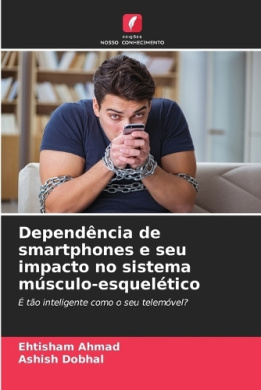 edições
NOSSO CONHECIMENTO
Dependência de
smartphones e seu
impacto no sistema
músculo-esquelético
É tão inteligente como o seu telemóvel?
Ehtisham Ahmad
Ashish Dobhal